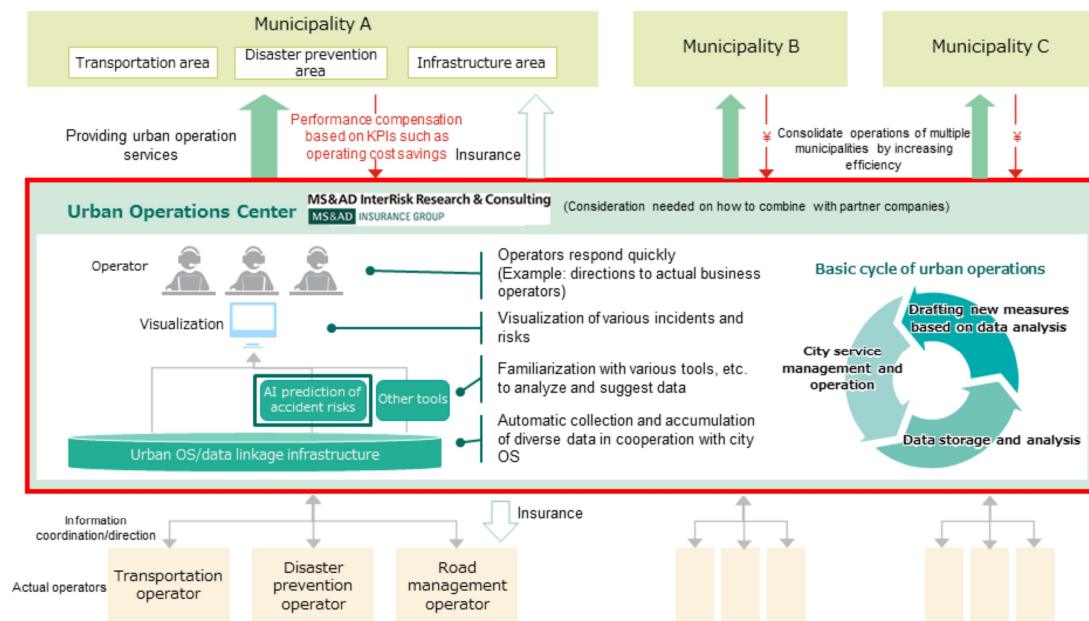 Municipality A
Transportation area
Disaster prevention
area
Infrastructure area
Municipality B
Municipality C
Providing urban operation
services
Performance compensation
based on KPIs such as
operating cost savings
Insurance
¥
Consolidate operations of multiple
municipalities by increasing
efficiency
¥
Urban Operations Center
MS&AD InterRisk Research & Consulting
MS&AD INSURANCE GROUP
(Consideration needed on how to combine with partner companies)
Operator
Operators respond quickly
(Example: directions to actual business
operators)
Visualization
Visualization of various incidents and
risks
AI prediction of
accident risks
Other tools
Familiarization with various tools, etc.
to analyze and suggest data
Urban OS/data linkage infrastructure
Automatic collection and accumulation
of diverse data in cooperation with city
OS
Basic cycle of urban operations
Drafting new measures
based on data analysis
City service
management and
operation
Data storage and analysis
Information
coordination/direction
Insurance
Actual operators
Transportation
operator
Disaster
prevention
operator
Road
management
operator